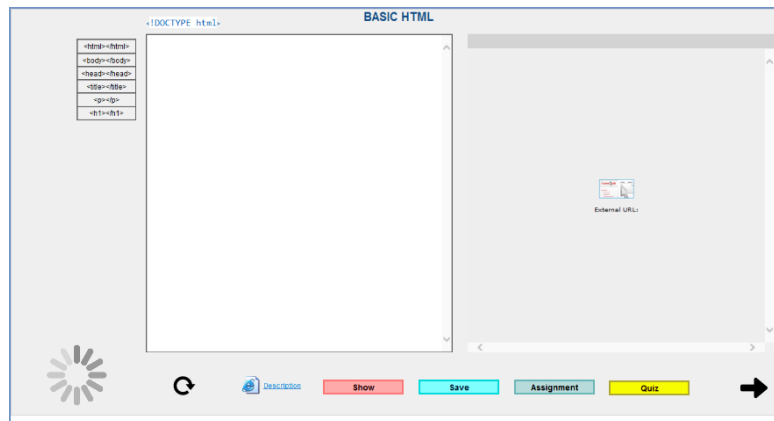 BASIC HTML
<!DOCTYPE html>
<html></html>
<body></body>
<head></head>
<title></title>
<p></p>
<h1></h1>
External URL:
Description
Show
Save
Assignment
Quiz